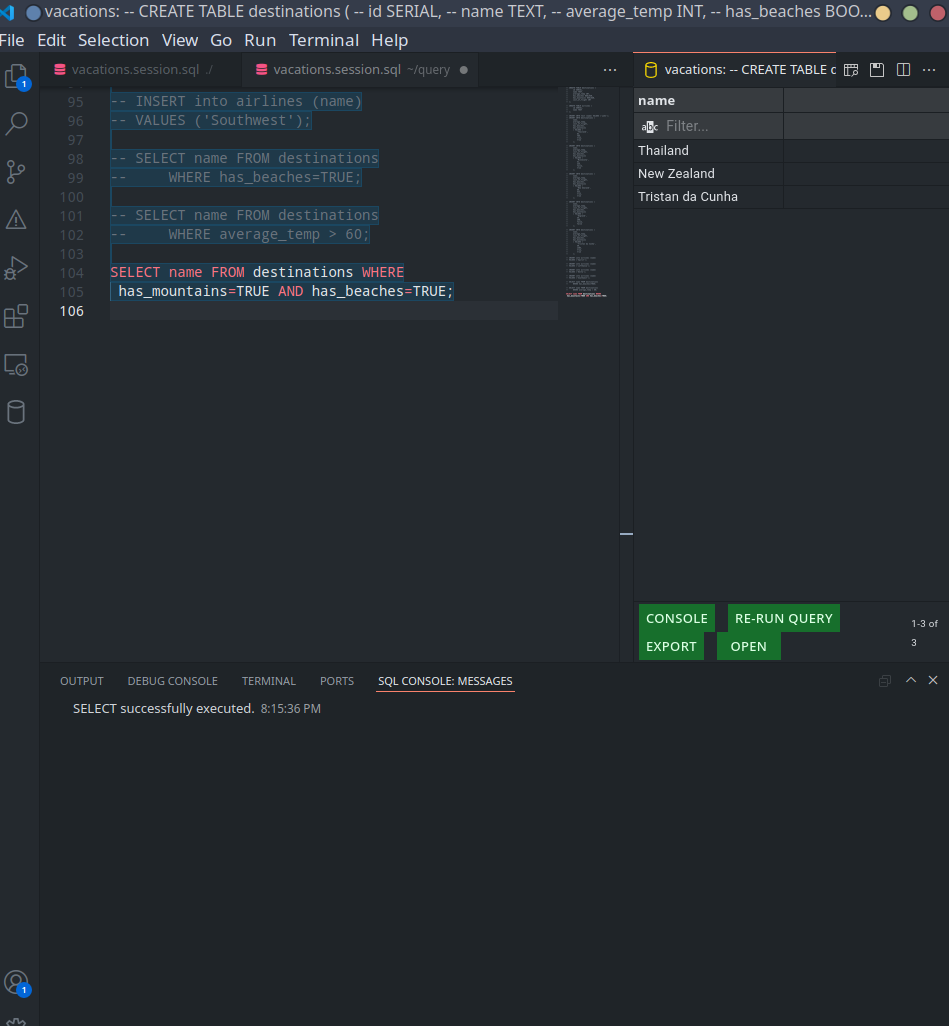 vacations: -- CREATE TABLE destinations ( -- id SERIAL, -- name TEXT, -- average_temp INT, -- has_beaches BOO...
File Edit Selection View Go Run Terminal Help
1
vacations.session.sql ./
vacations.session.sql ~/query
vacations: -- CREATE TABLE d
95 -- INSERT into airlines (name)
96 -- VALUES ('Southwest');
97
98 -- SELECT name FROM destinations
99 --     WHERE has_beaches=TRUE;
100
101 -- SELECT name FROM destinations
102 --     WHERE average_temp > 60;
103
104 SELECT name FROM destinations WHERE
105  has_mountains=TRUE AND has_beaches=TRUE;
106
name
abc Filter...
Thailand
New Zealand
Tristan da Cunha
CONSOLE RE-RUN QUERY
EXPORT OPEN
1-3 of
3
OUTPUT DEBUG CONSOLE TERMINAL PORTS SQL CONSOLE: MESSAGES
SELECT successfully executed. 8:15:36 PM
1